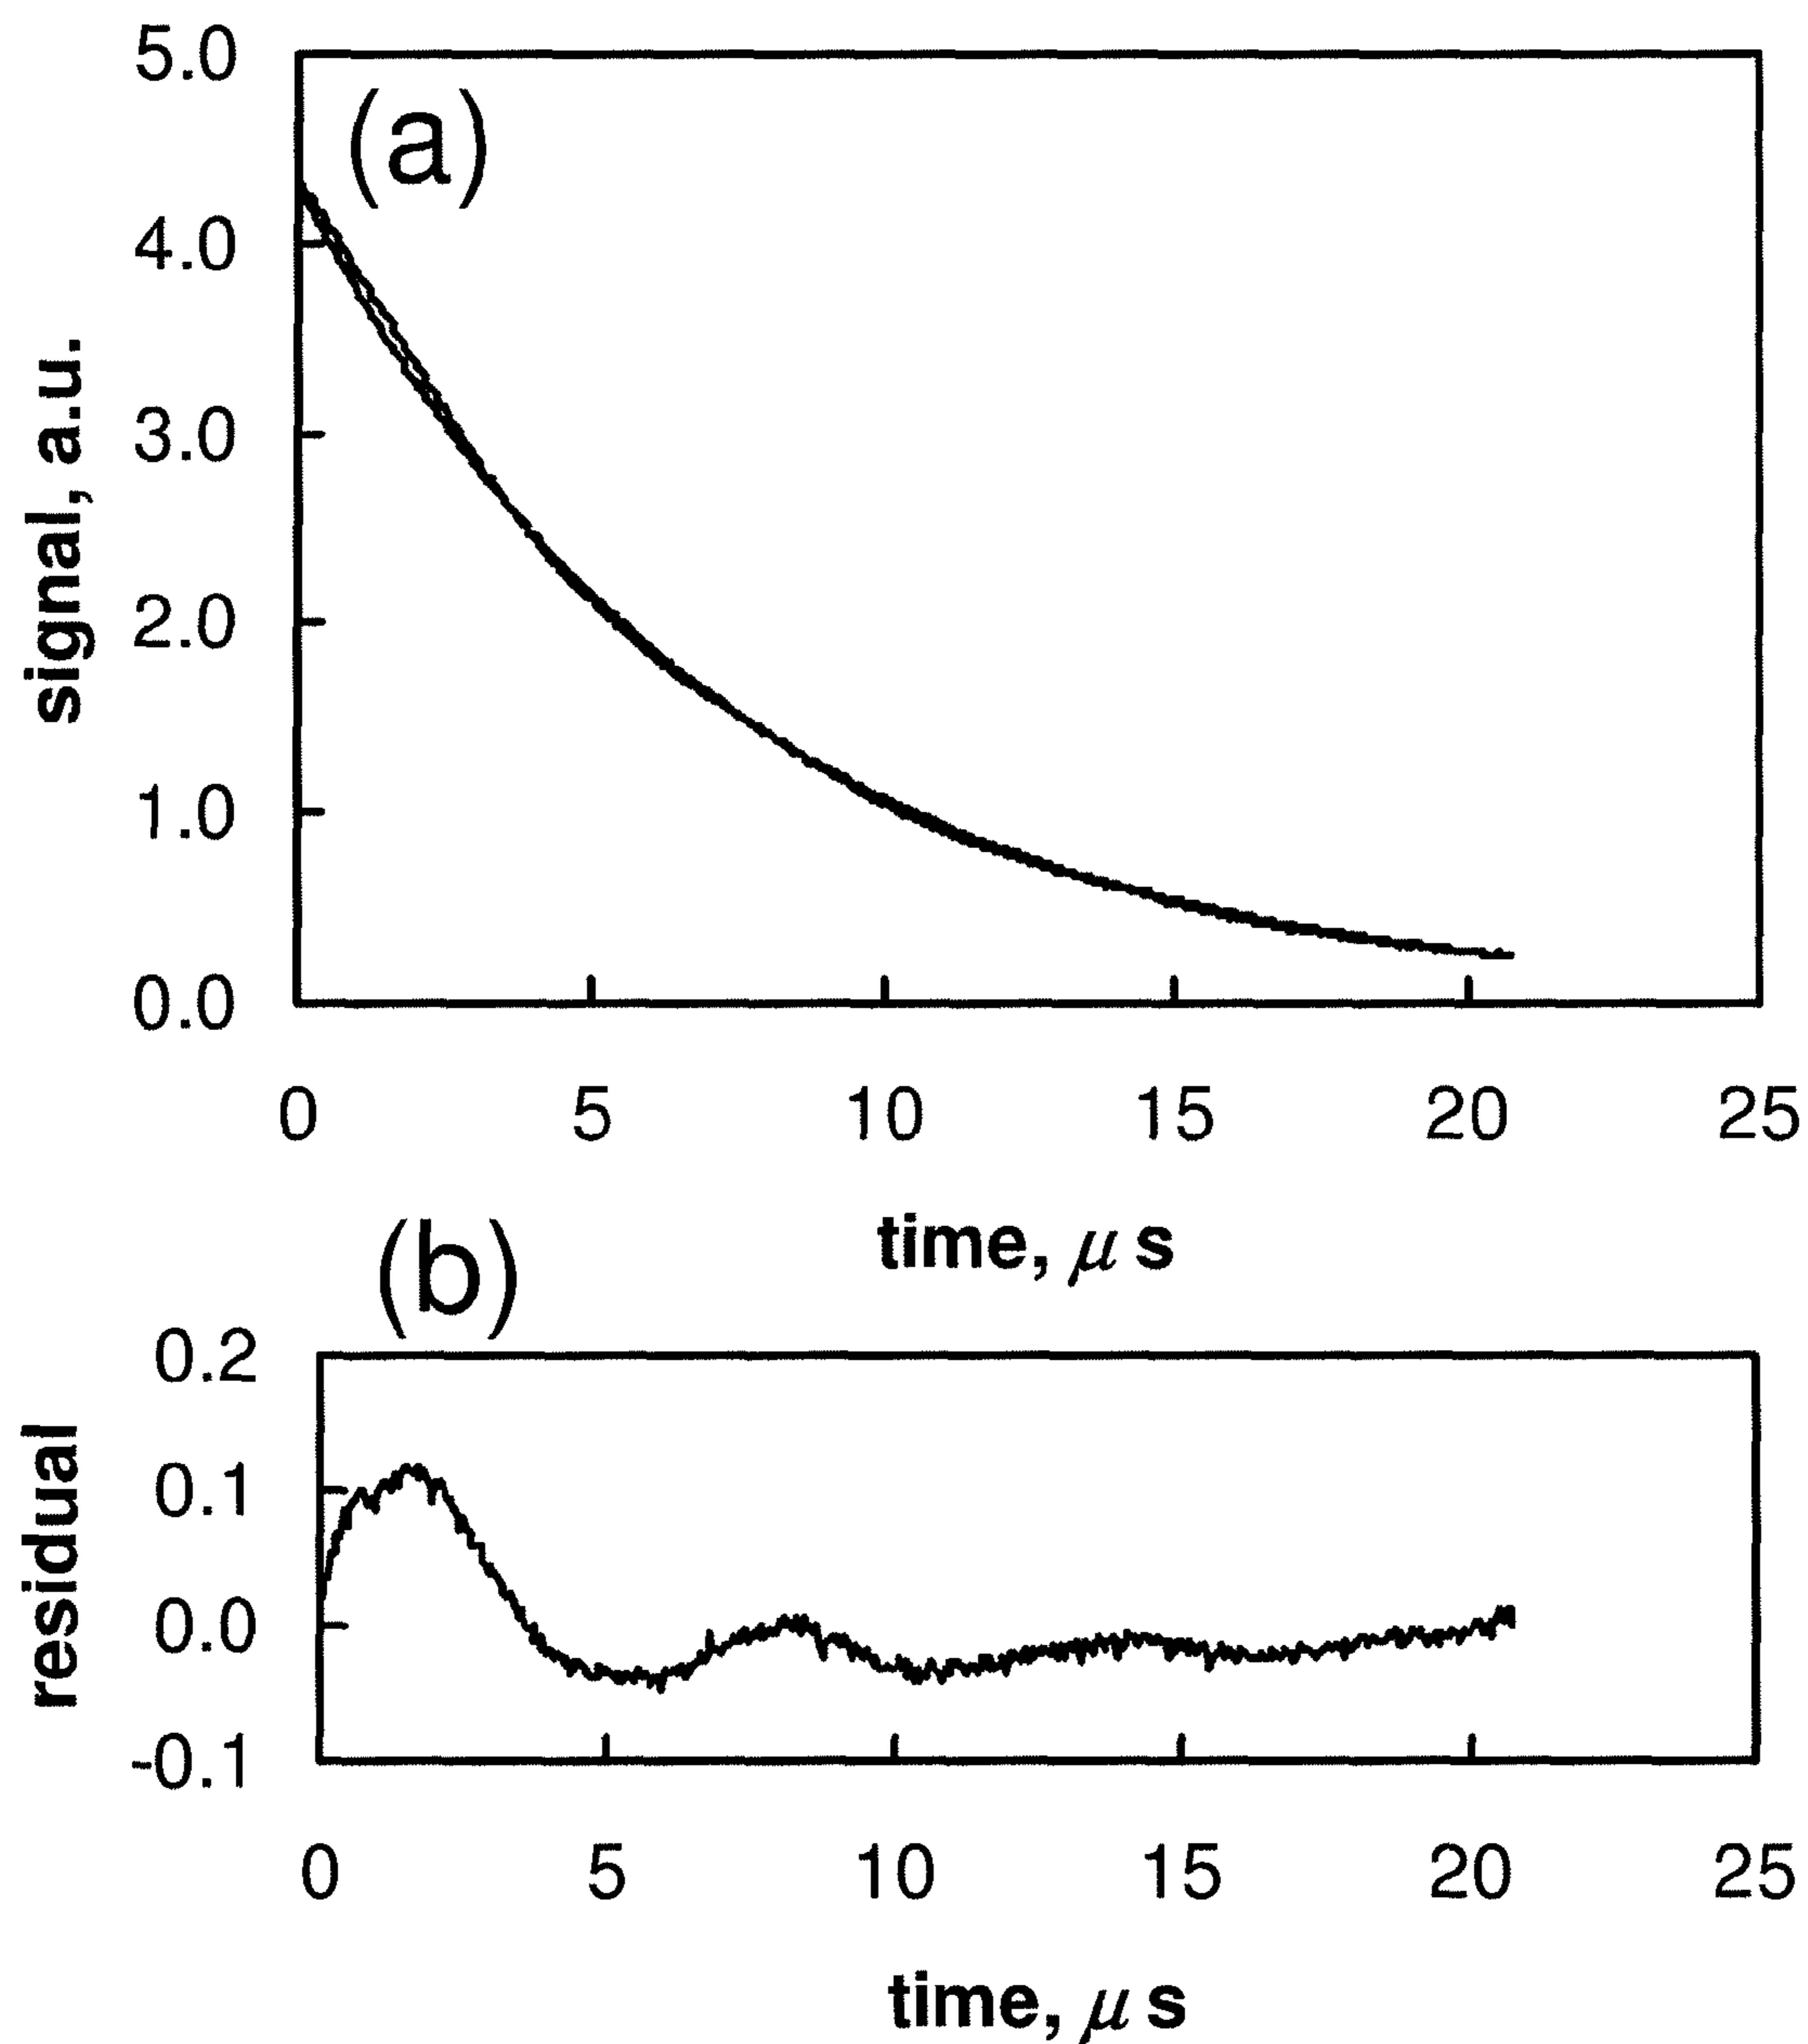 (a)
signal, a.u.
5.0
4.0
3.0
2.0
1.0
0.0
0 5 10 15 20 25
time, μ s
(b)
residual
0.2
0.1
0.0
-0.1
0 5 10 15 20 25
time, μ s